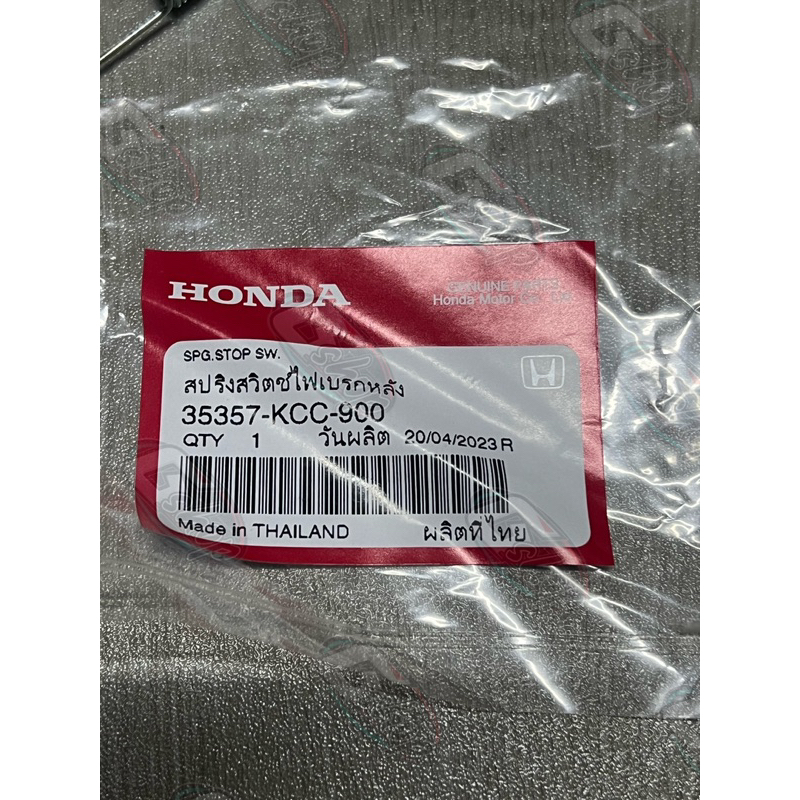 HONDA
GENUINE PARTS
Honda Motor Co., Ltd.
SPG.STOP SW.
สปริงสวิตช์ไฟเบรกหลัง
35357-KCC-900
QTY 1 วันผลิต 20/04/2023 R
Made in THAILAND ผลิตที่ไทย